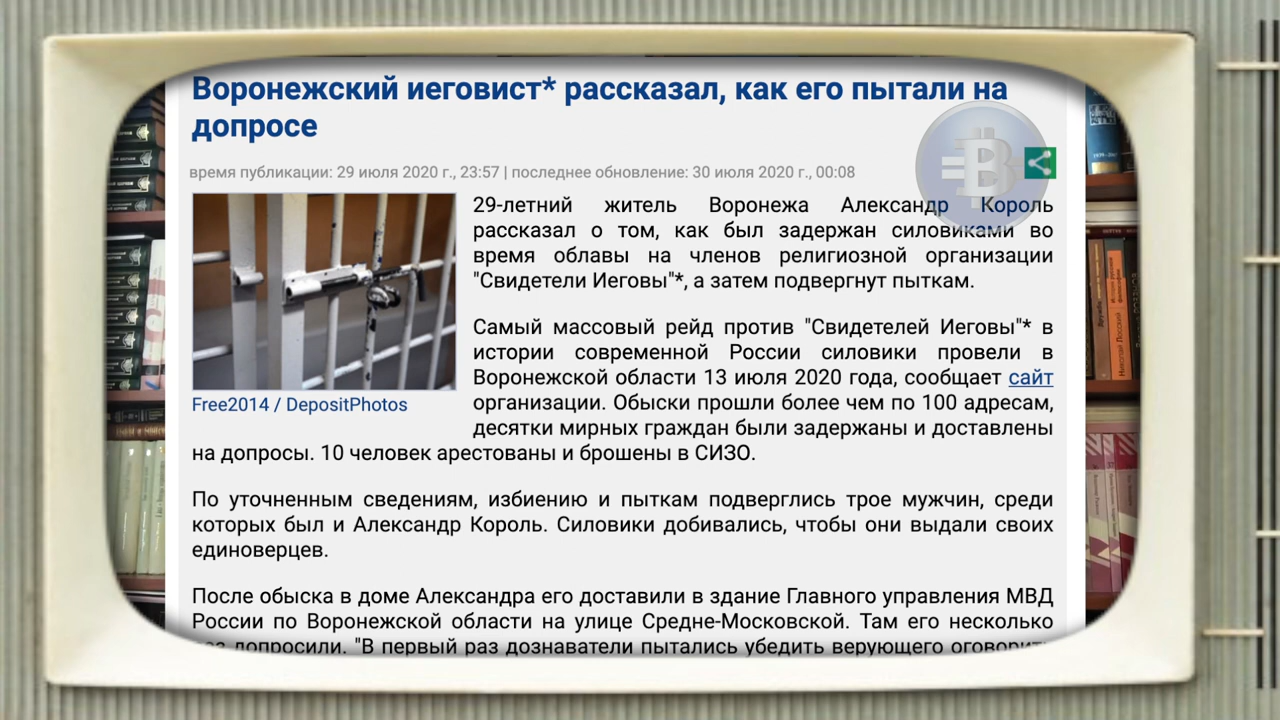 Воронежский иеговист* рассказал, как его пытали на
допросе
время публикации: 29 июля 2020 г., 23:57 | последнее обновление: 30 июля 2020 г., 00:08
29-летний житель Воронежа Александр Король
рассказал о том, как был задержан силовиками во
время облавы на членов религиозной организации
"Свидетели Иеговы"*, а затем подвергнут пыткам.
Самый массовый рейд против "Свидетелей Иеговы"* в
истории современной России силовики провели в
Воронежской области 13 июля 2020 года, сообщает сайт
Free2014 / DepositPhotos
организации. Обыски прошли более чем по 100 адресам,
десятки мирных граждан были задержаны и доставлены
на допросы. 10 человек арестованы и брошены в СИЗО.
По уточненным сведениям, избиению и пыткам подверглись трое мужчин, среди
которых был и Александр Король. Силовики добивались, чтобы они выдали своих
единоверцев.
После обыска в доме Александра его доставили в здание Главного управления МВД
России по Воронежской области на улице Средне-Московской. Там его несколько
допросили. "В первый раз дознаватели пытались убедить верующего